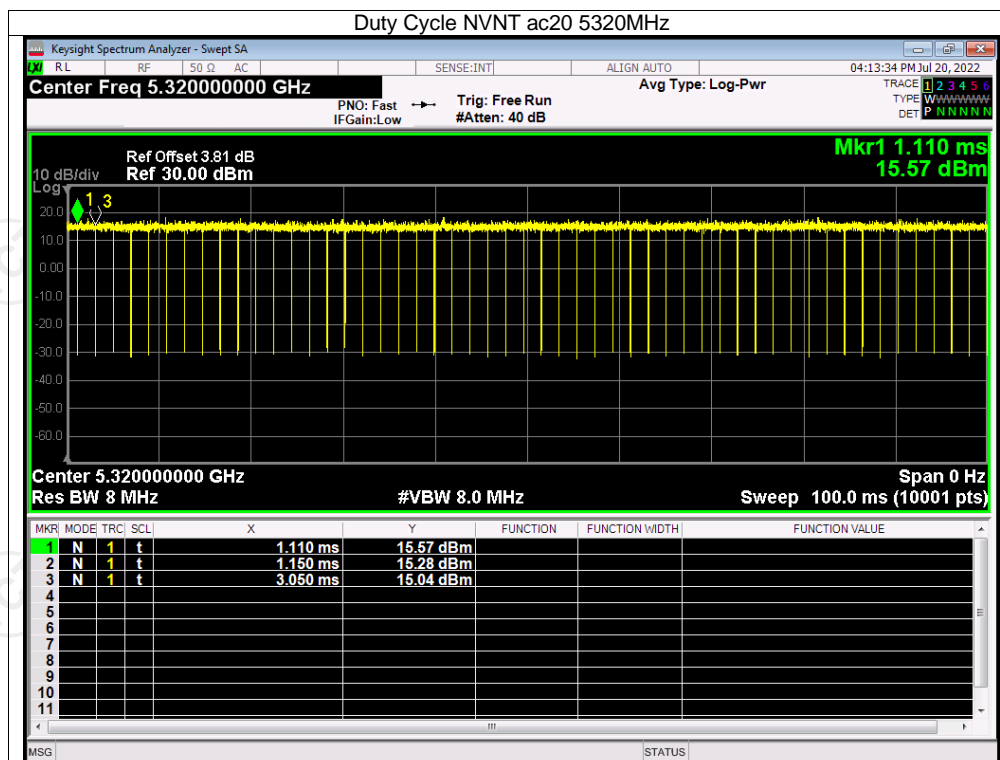 Duty Cycle NVNT ac20 5320MHz
Keysight Spectrum Analyzer - Swept SA
LXI RL RF 50 Ω AC SENSE:INT ALIGN AUTO 04:13:34 PM Jul 20, 2022
Center Freq 5.320000000 GHz Avg Type: Log-Pwr TRACE 1 2 3 4 5 6
PNO: Fast Trig: Free Run TYPE WWWWWW
IFGain:Low #Atten: 40 dB DET P N N N N N
Mkr1 1.110 ms
Ref Offset 3.81 dB
10 dB/div Ref 30.00 dBm 15.57 dBm
Log
1 3
20.0
10.0
0.00
-10.0
-20.0
-30.0
-40.0
-50.0
-60.0
Center 5.320000000 GHz Span 0 Hz
Res BW 8 MHz #VBW 8.0 MHz Sweep 100.0 ms (10001 pts)
MKR MODE TRC SCL X Y FUNCTION FUNCTION WIDTH FUNCTION VALUE
1 N 1 t 1.110 ms 15.57 dBm
2 N 1 t 1.150 ms 15.28 dBm
3 N 1 t 3.050 ms 15.04 dBm
4
5
6
7
8
9
10
11
MSG STATUS